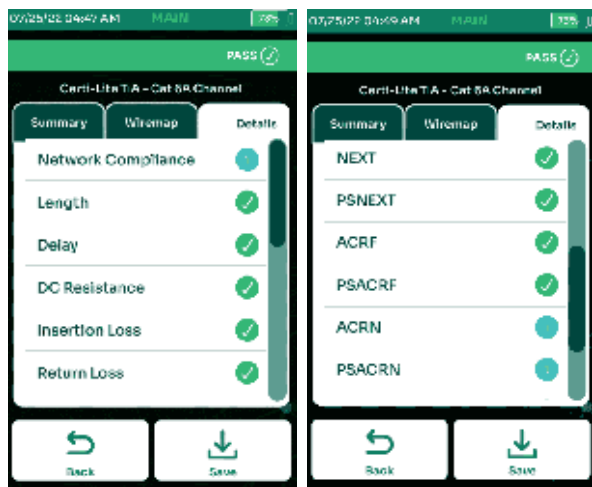 07/25/22 04:47 AM MAIN 78%
PASS
Certi-Lite TIA - Cat 6A Channel
Summary Wiremap Details
Network Compliance
Length
Delay
DC Resistance
Insertion Loss
Return Loss
Back Save
07/25/22 04:49 AM MAIN
PASS
Certi-Lite TIA - Cat 6A Channel
Summary Wiremap Details
NEXT
PSNEXT
ACRF
PSACRF
ACRN
PSACRN
Back Save